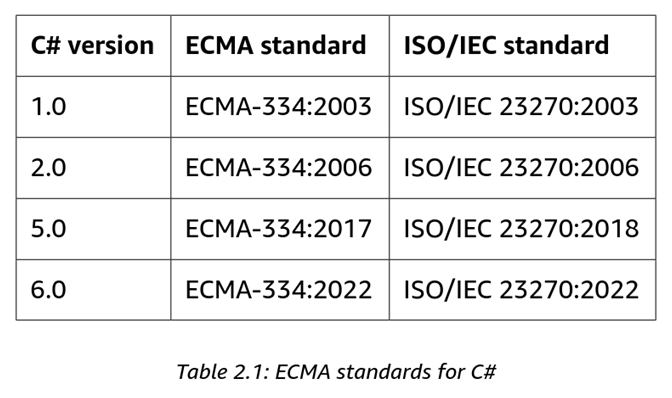 C# version ECMA standard ISO/IEC standard
1.0 ECMA-334:2003 ISO/IEC 23270:2003
2.0 ECMA-334:2006 ISO/IEC 23270:2006
5.0 ECMA-334:2017 ISO/IEC 23270:2018
6.0 ECMA-334:2022 ISO/IEC 23270:2022
Table 2.1: ECMA standards for C#